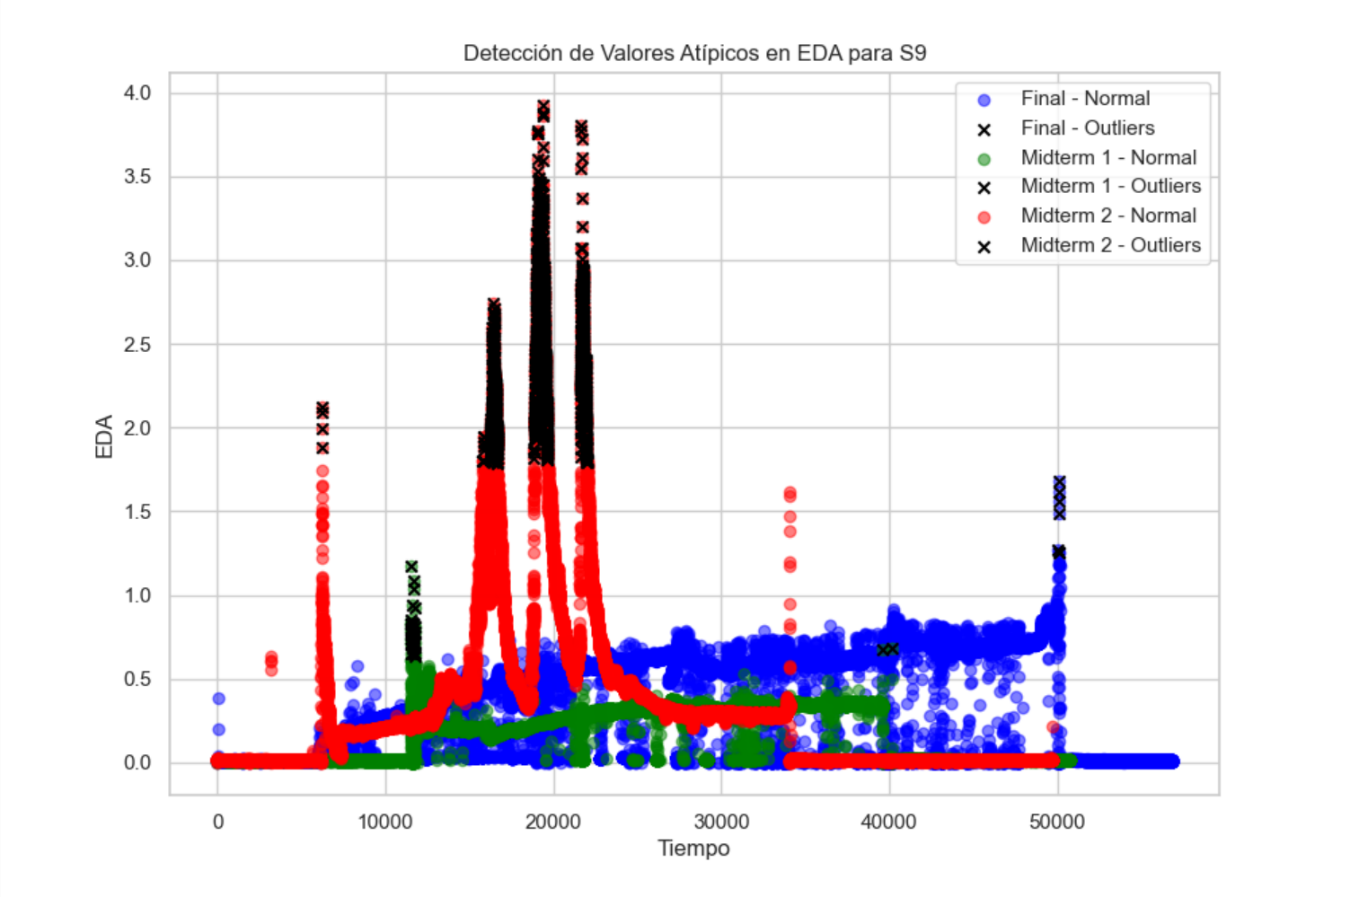 Detección de Valores Atípicos en EDA para S9
4.0
3.5
3.0
2.5
2.0
1.5
1.0
0.5
0.0
EDA
Final - Normal
Final - Outliers
Midterm 1 - Normal
Midterm 1 - Outliers
Midterm 2 - Normal
Midterm 2 - Outliers
0 10000 20000 30000 40000 50000
Tiempo